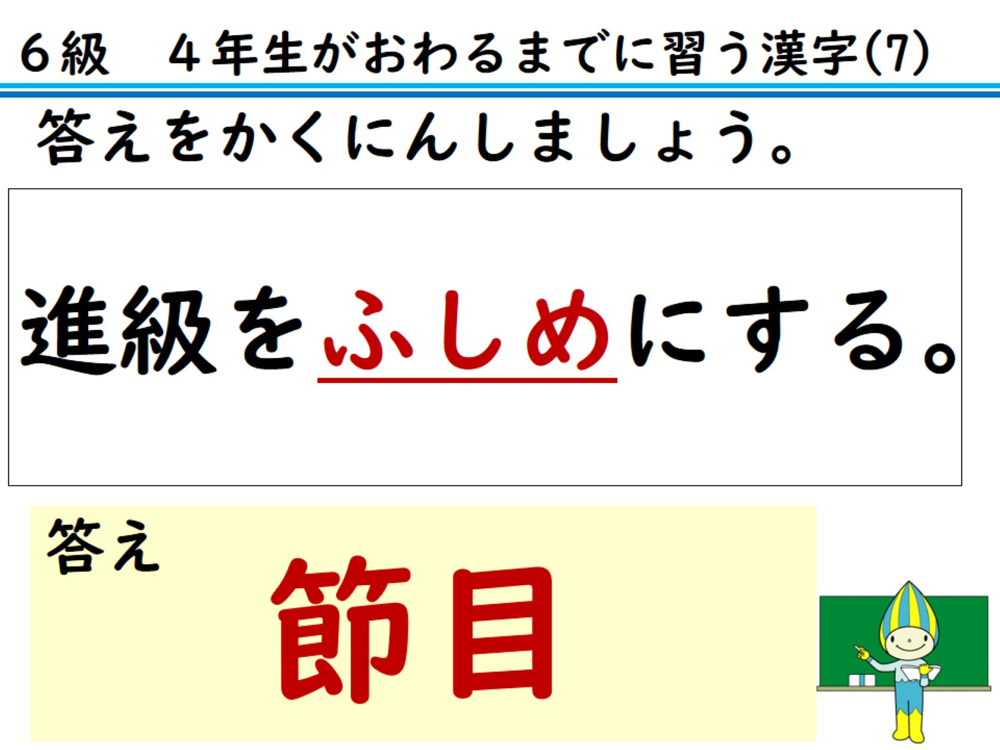 ６級　４年生がおわるまでに習う漢字(7)
答えをかくにんしましょう。
進級をふしめにする。
答え
節目